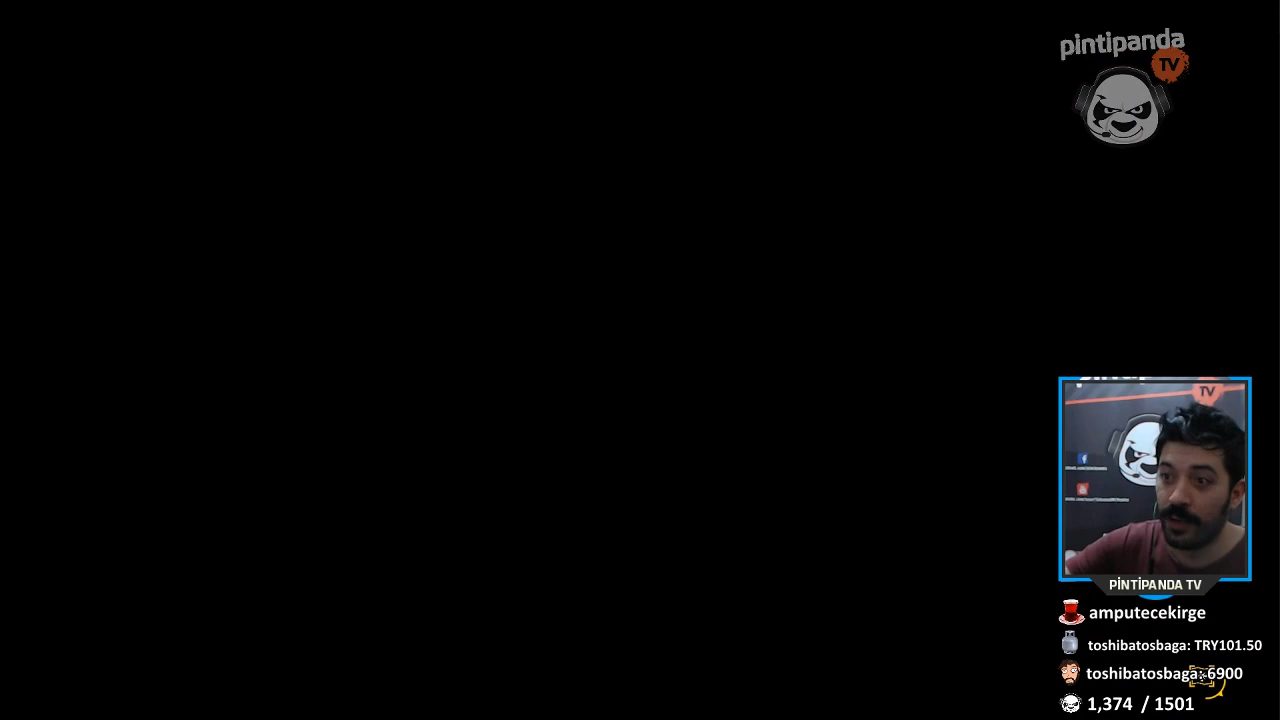 pintipanda
TV
TV
PİNTİPANDA TV
amputecekirge
toshibatosbaga: TRY101.50
toshibatosbaga: 6900
1,374 / 1501